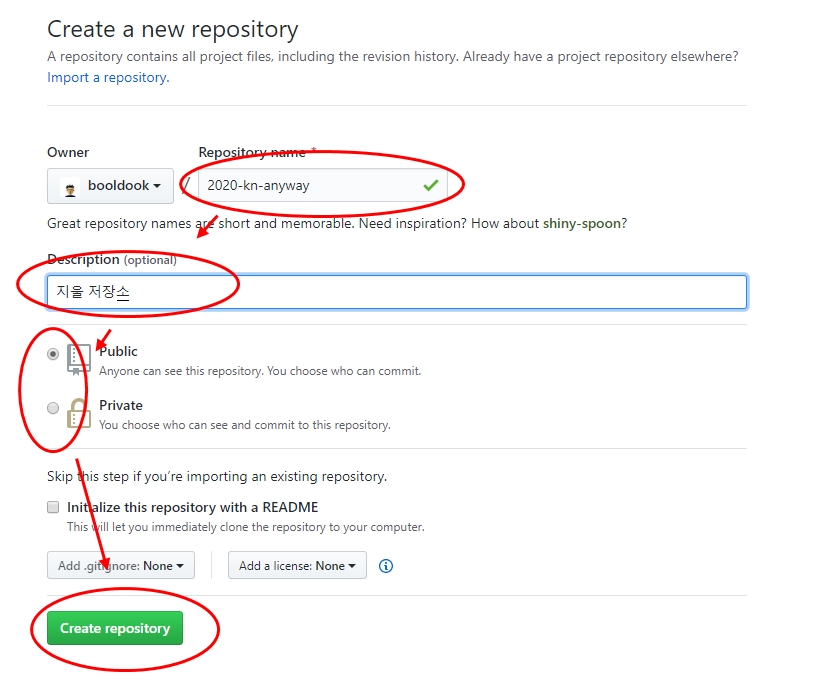 Create a new repository
A repository contains all project files, including the revision history. Already have a project repository elsewhere?
Import a repository.
Owner
Repository name *
booldook
/
2020-kn-anyway
Great repository names are short and memorable. Need inspiration? How about shiny-spoon?
Description (optional)
지울 저장소
Public
Anyone can see this repository. You choose who can commit.
Private
You choose who can see and commit to this repository.
Skip this step if you’re importing an existing repository.
Initialize this repository with a README
This will let you immediately clone the repository to your computer.
Add .gitignore: None
Add a license: None
Create repository